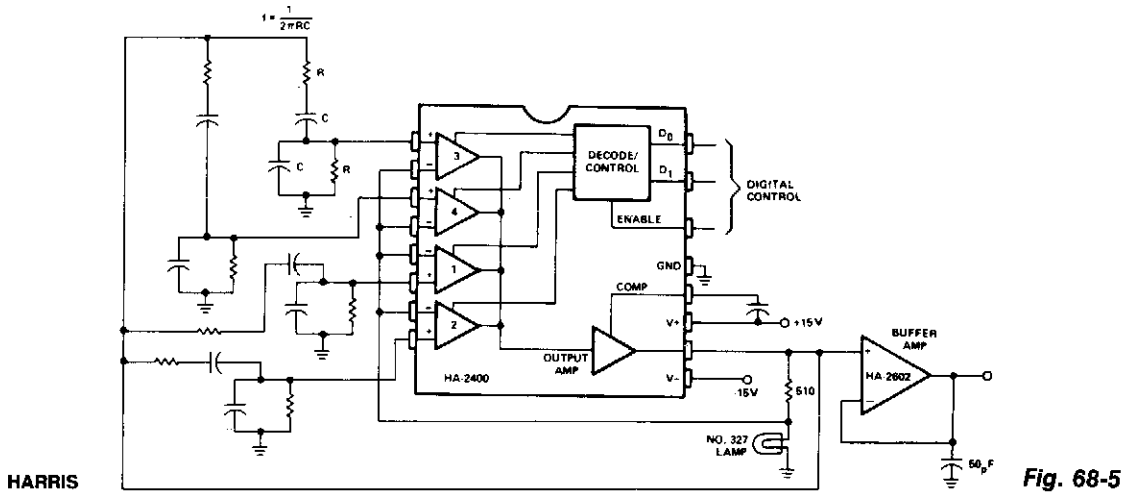 f = 1/2πRC
R
C
C
R
+
−
3
+
−
4
−
+
1
−
+
2
DECODE/
CONTROL
D0
D1
ENABLE
DIGITAL
CONTROL
GND
COMP
V+
+15V
OUTPUT
AMP
HA-2400
V−
-15V
510
NO. 327
LAMP
BUFFER
AMP
+
HA-2602
−
50pF
HARRIS
Fig. 68-5